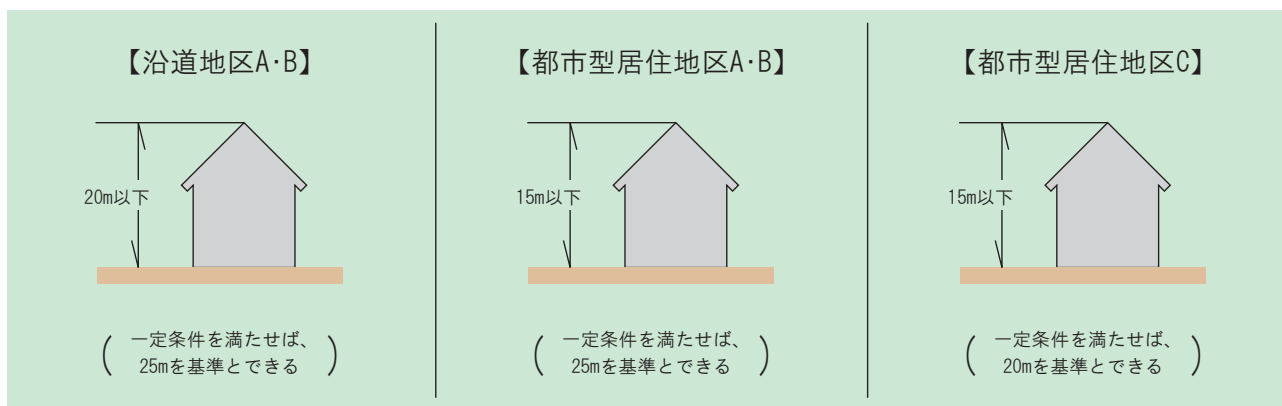 【沿道地区A･B】
20m以下
(一定条件を満たせば、
25mを基準とできる)
【都市型居住地区A･B】
15m以下
(一定条件を満たせば、
25mを基準とできる)
【都市型居住地区C】
15m以下
(一定条件を満たせば、
20mを基準とできる)